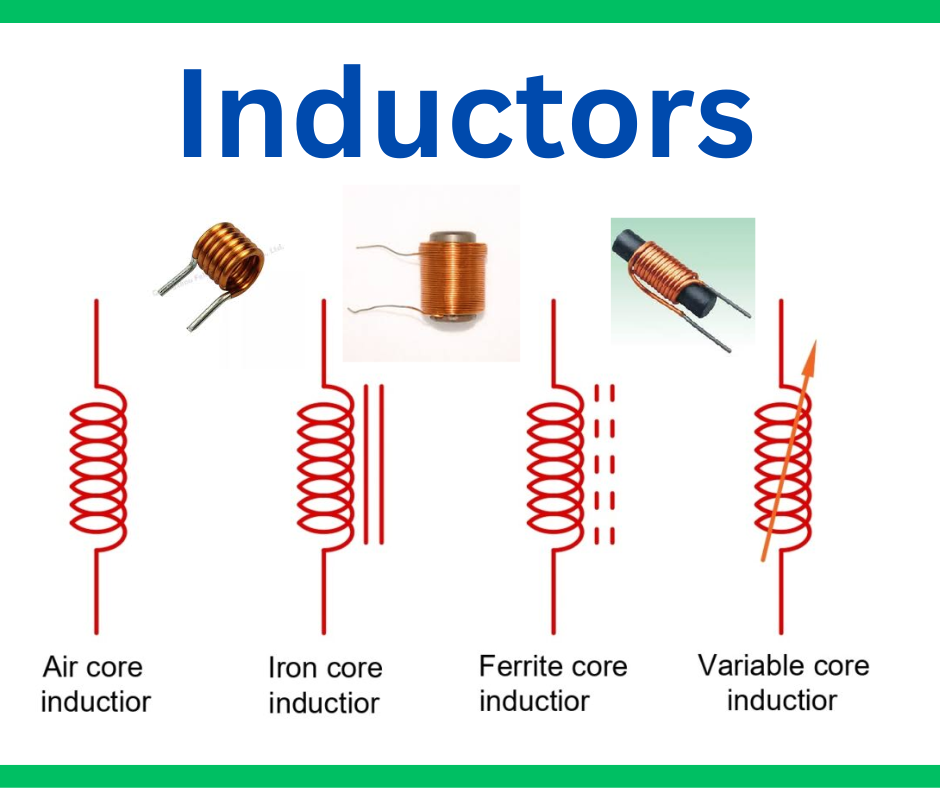 Inductors
Air core
inductior
Iron core
inductior
Ferrite core
inductior
Variable core
inductior